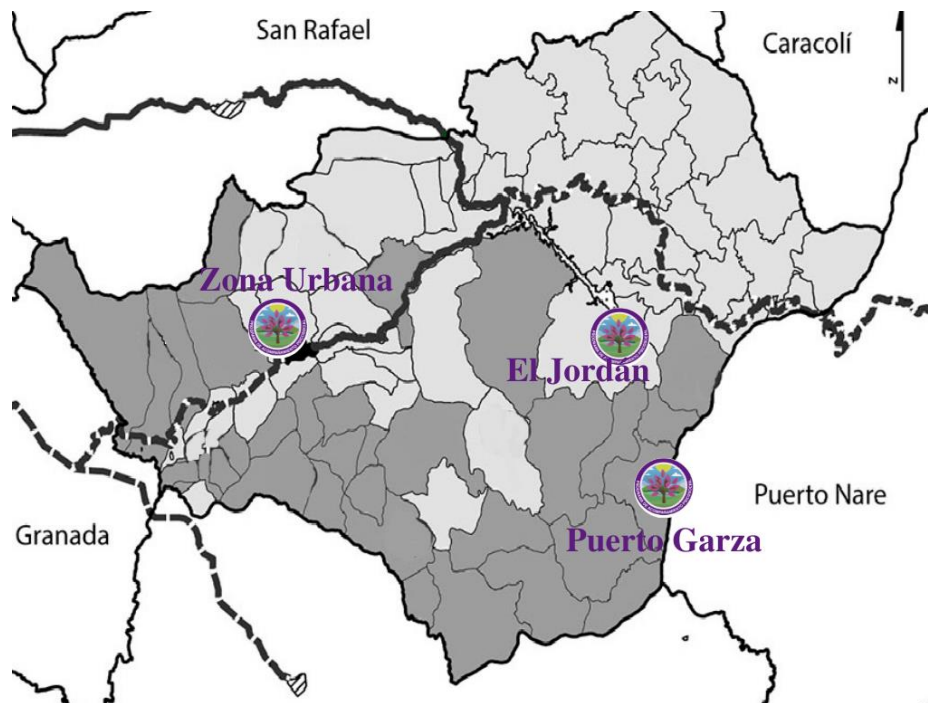 San Rafael
Caracolí
N
Zona Urbana
El Jordán
Puerto Nare
Granada
Puerto Garza